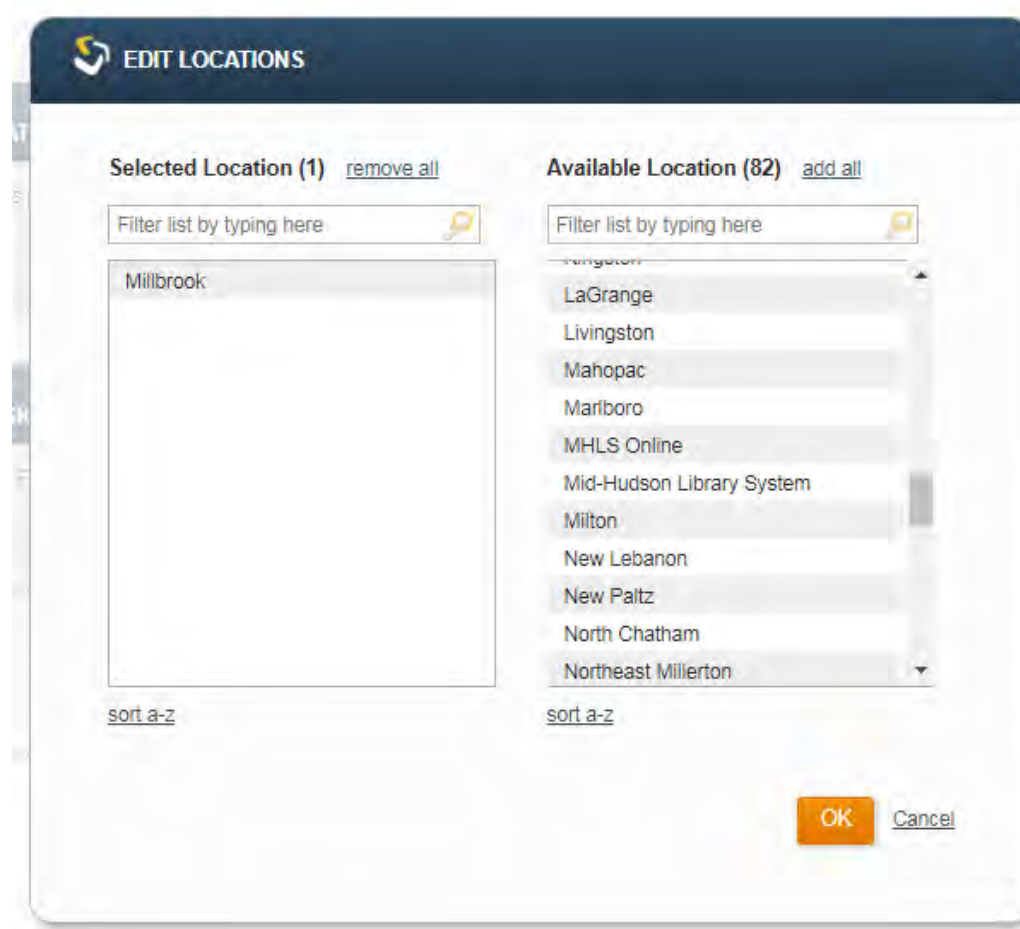 EDIT LOCATIONS
Selected Location (1) remove all
Filter list by typing here
Millbrook
sort a-z
Available Location (82) add all
Filter list by typing here
LaGrange
Livingston
Mahopac
Marlboro
MHLS Online
Mid-Hudson Library System
Milton
New Lebanon
New Paltz
North Chatham
Northeast Millerton
sort a-z
OK Cancel